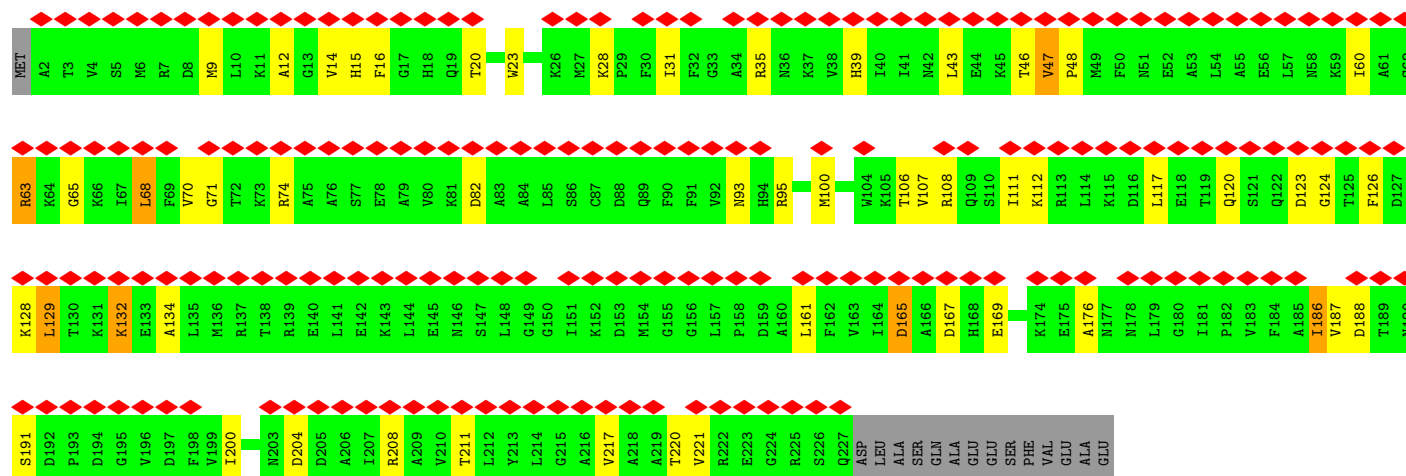 MET A2 T3 V4 S5 M6 R7 D8 M9 L10 K11 A12 G13 V14 H15 F16 G17 H18 Q19 T20 W23 K26 M27 K28 P29 F30 I31 F32 G33 A34 R35 N36 K37 V38 H39 I40 I41 N42 L43 E44 K45 T46 V47 P48 M49 F50 N51 E52 A53 L54 A55 E56 L57 N58 K59 I60 A61 S62
R63 K64 G65 K66 I67 L68 F69 V70 G71 T72 K73 R74 A75 A76 S77 E78 A79 V80 K81 D82 A83 A84 L85 S86 C87 D88 Q89 F90 F91 V92 N93 H94 R95 M100 W104 K105 T106 V107 R108 Q109 S110 I111 K112 R113 L114 K115 D116 L117 E118 T119 Q120 S121 Q122 D123 G124 T125 F126 D127
K128 L129 T130 K131 K132 E133 A134 L135 M136 R137 T138 R139 E140 L141 E142 K143 L144 E145 N146 S147 L148 G149 G150 I151 K152 D153 M154 G155 G156 L157 P158 D159 A160 L161 F162 V163 I164 D165 A166 D167 H168 E169 K174 E175 A176 N177 N178 L179 G180 I181 P182 V183 F184 A185 I186 V187 D188 T189 N190
S191 D192 P193 D194 G195 V196 D197 F198 V199 I200 N203 D204 D205 A206 I207 R208 A209 V210 T211 L212 Y213 L214 G215 A216 V217 A218 A219 T220 V221 R222 E223 G224 R225 S226 Q227 ASP LEU ALA SER GLN ALA GLU GLU SER PHE VAL GLU ALA GLU